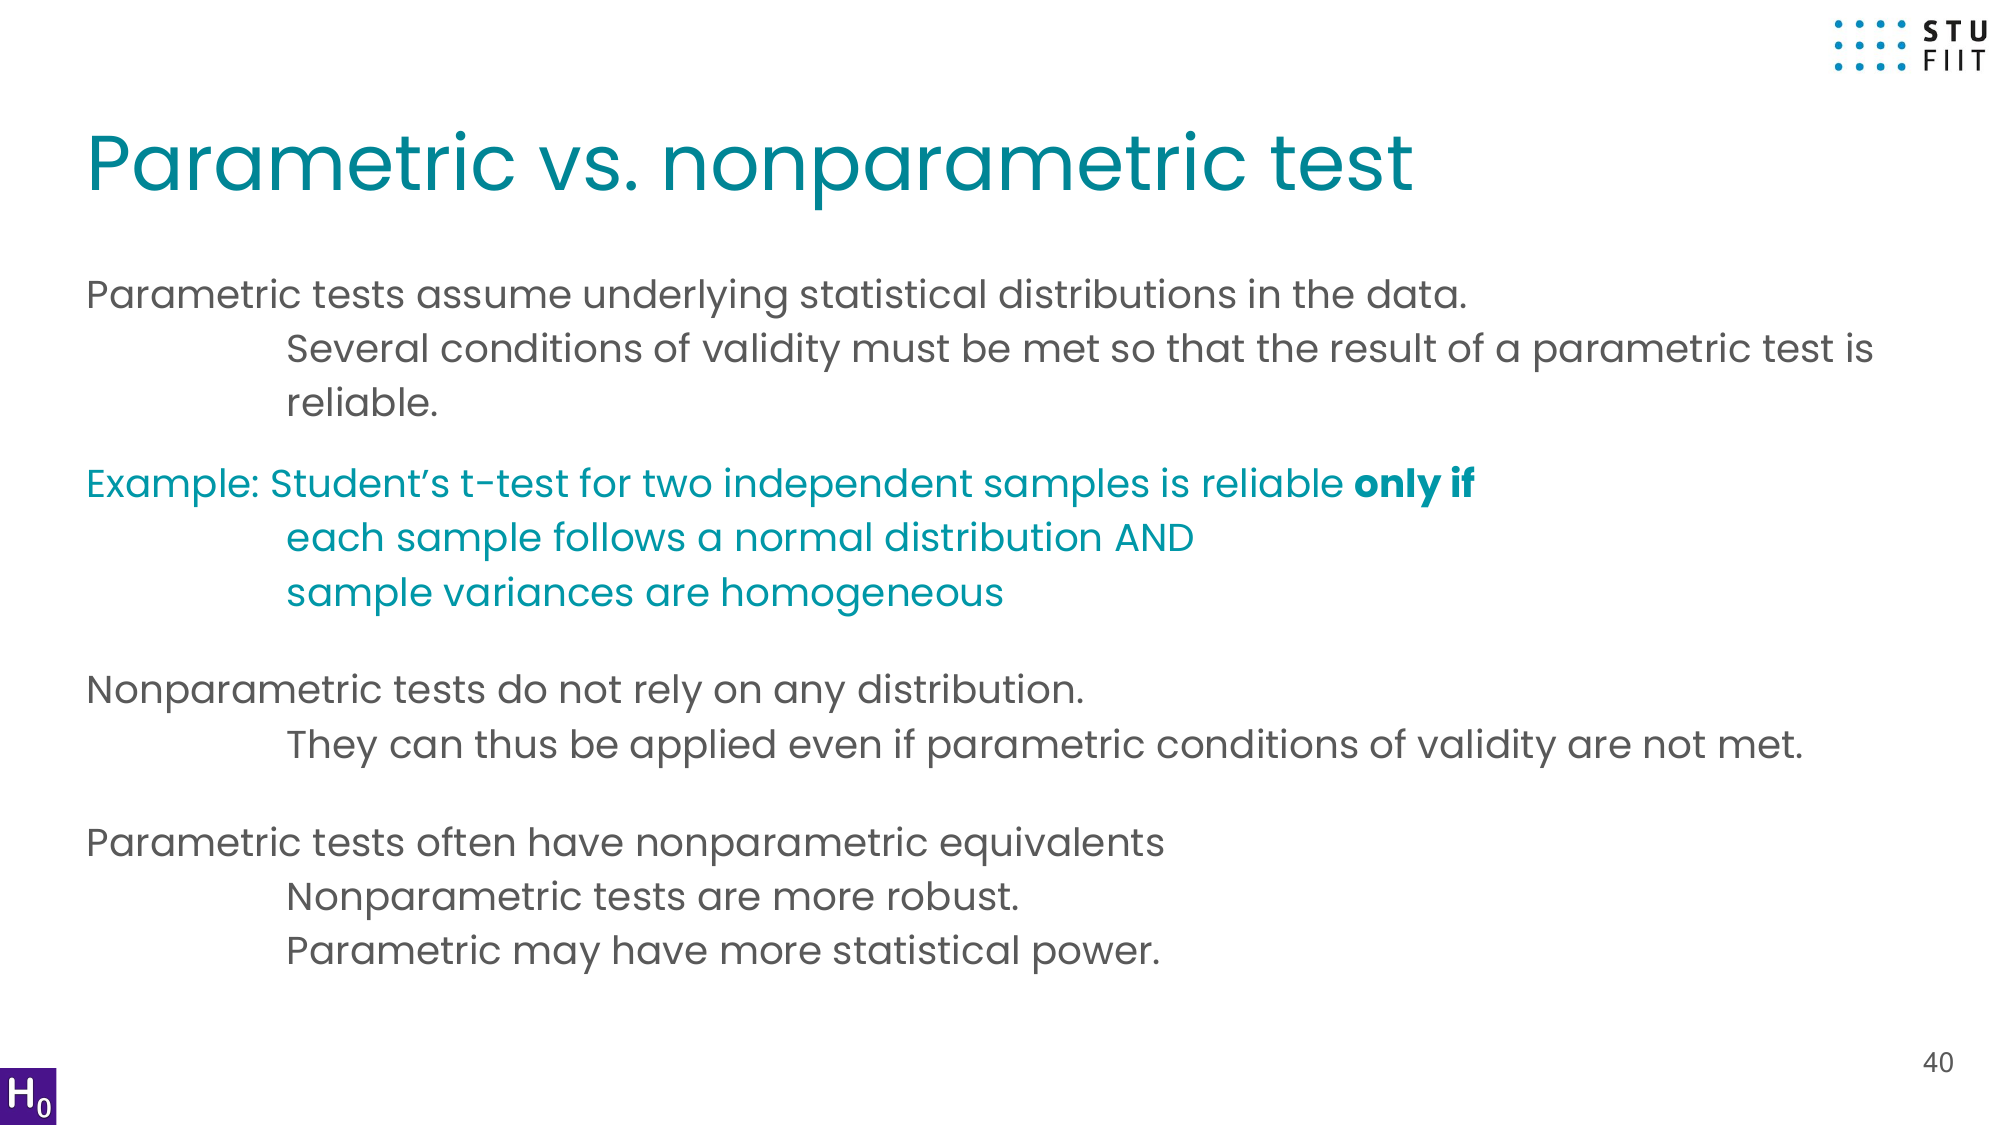 STU
FIIT
Parametric vs. nonparametric test
Parametric tests assume underlying statistical distributions in the data.
Several conditions of validity must be met so that the result of a parametric test is
reliable.
Example: Student’s t-test for two independent samples is reliable only if
each sample follows a normal distribution AND
sample variances are homogeneous
Nonparametric tests do not rely on any distribution.
They can thus be applied even if parametric conditions of validity are not met.
Parametric tests often have nonparametric equivalents
Nonparametric tests are more robust.
Parametric may have more statistical power.
40
H0